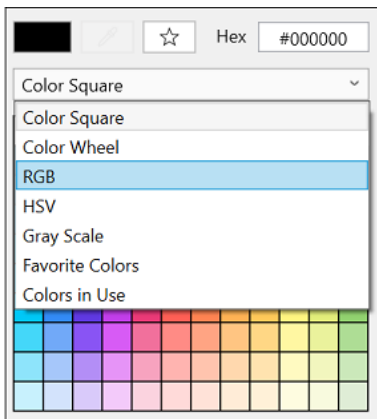 Hex #000000
Color Square
Color Square
Color Wheel
RGB
HSV
Gray Scale
Favorite Colors
Colors in Use